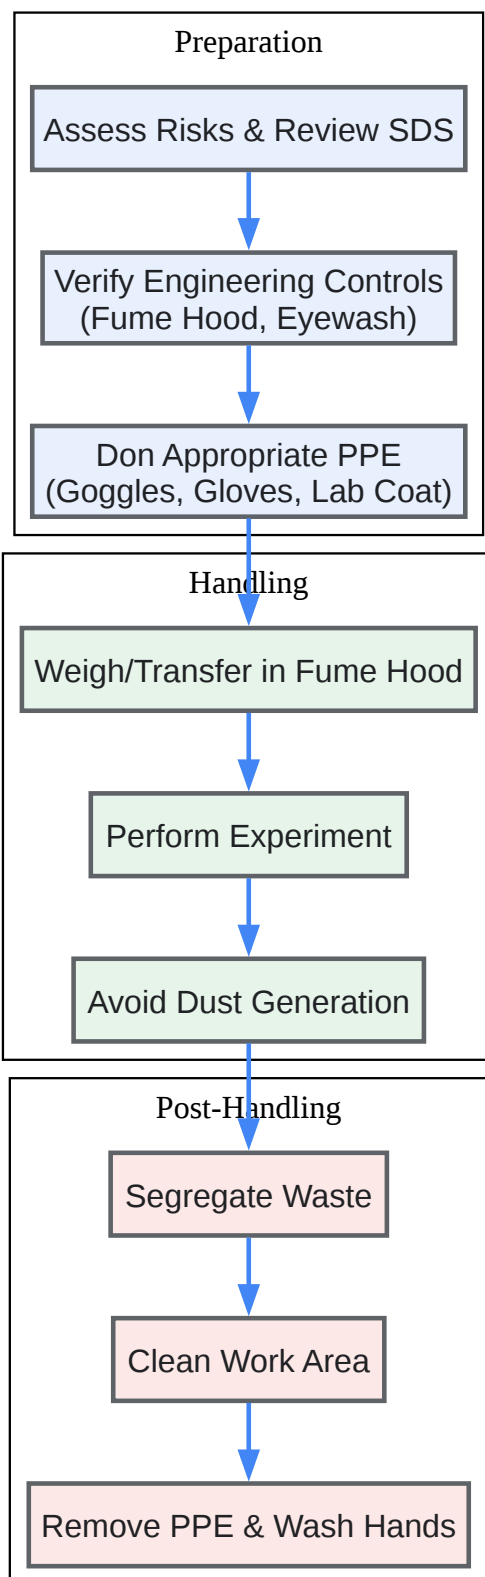 Preparation
Assess Risks & Review SDS
Verify Engineering Controls
(Fume Hood, Eyewash)
Don Appropriate PPE
(Goggles, Gloves, Lab Coat)
Handling
Weigh/Transfer in Fume Hood
Perform Experiment
Avoid Dust Generation
Post-Handling
Segregate Waste
Clean Work Area
Remove PPE & Wash Hands